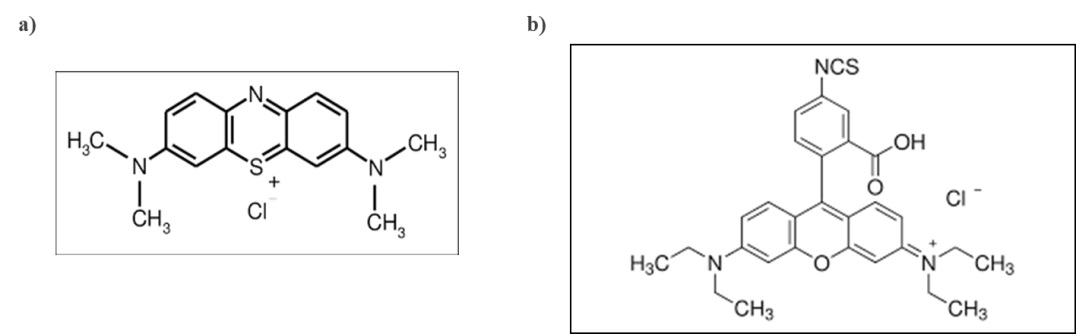 a)
b)
N
H₃C
CH₃
N
S
N
+
Cl⁻
CH₃
CH₃
NCS
OH
O
Cl⁻
+
H₃C
N
O
N
CH₃
CH₃
CH₃